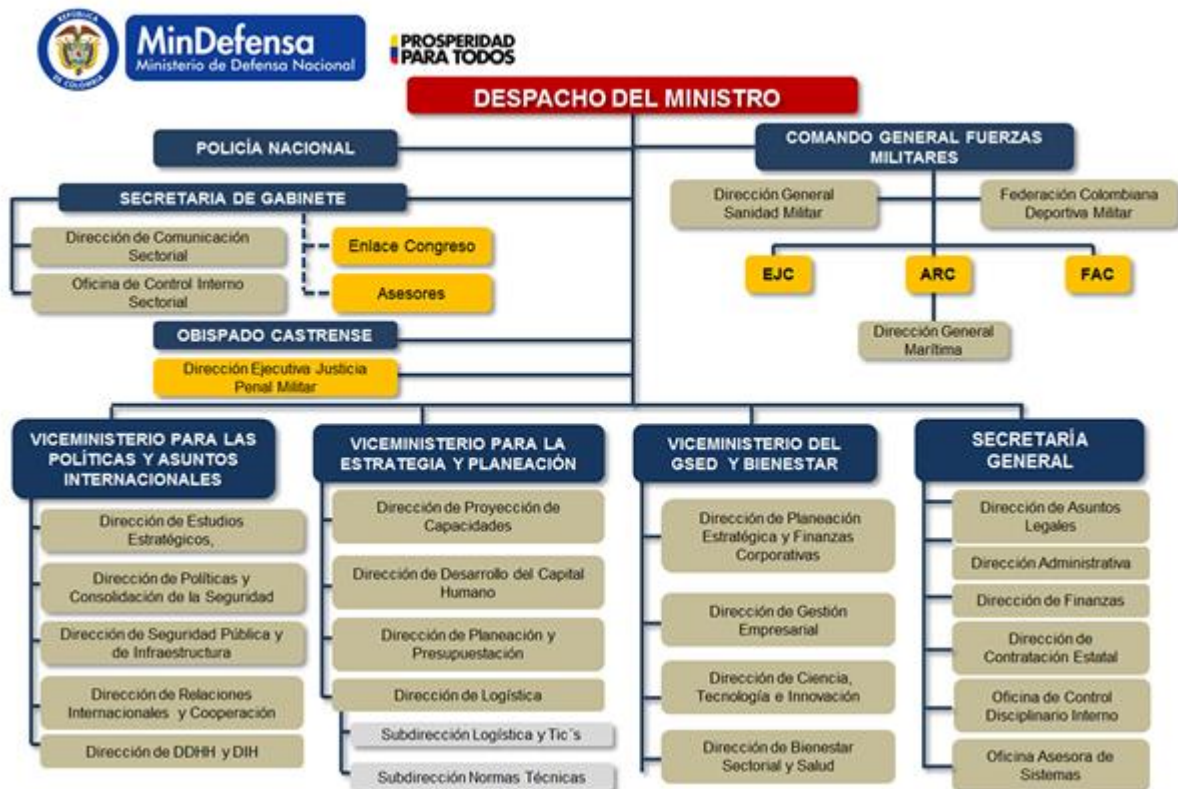 REPÚBLICA
DE COLOMBIA
MinDefensa
Ministerio de Defensa Nacional
PROSPERIDAD
PARA TODOS
DESPACHO DEL MINISTRO
POLICÍA NACIONAL
COMANDO GENERAL FUERZAS
MILITARES
SECRETARIA DE GABINETE
Dirección General
Sanidad Militar
Federación Colombiana
Deportiva Militar
Dirección de Comunicación
Sectorial
Enlace Congreso
Oficina de Control Interno
Sectorial
Asesores
EJC
ARC
FAC
Dirección General
Marítima
OBISPADO CASTRENSE
Dirección Ejecutiva Justicia
Penal Militar
VICEMINISTERIO PARA LAS
POLÍTICAS Y ASUNTOS
INTERNACIONALES
Dirección de Estudios
Estratégicos,
Dirección de Políticas y
Consolidación de la Seguridad
Dirección de Seguridad Pública y
de Infraestructura
Dirección de Relaciones
Internacionales y Cooperación
Dirección de DDHH y DIH
VICEMINISTERIO PARA LA
ESTRATEGIA Y PLANEACIÓN
Dirección de Proyección de
Capacidades
Dirección de Desarrollo del Capital
Humano
Dirección de Planeación y
Presupuestación
Dirección de Logística
Subdirección Logística y Tic´s
Subdirección Normas Técnicas
VICEMINISTERIO DEL
GSED Y BIENESTAR
Dirección de Planeación
Estratégica y Finanzas
Corporativas
Dirección de Gestión
Empresarial
Dirección de Ciencia,
Tecnología e Innovación
Dirección de Bienestar
Sectorial y Salud
SECRETARÍA
GENERAL
Dirección de Asuntos
Legales
Dirección Administrativa
Dirección de Finanzas
Dirección de
Contratación Estatal
Oficina de Control
Disciplinario Interno
Oficina Asesora de
Sistemas